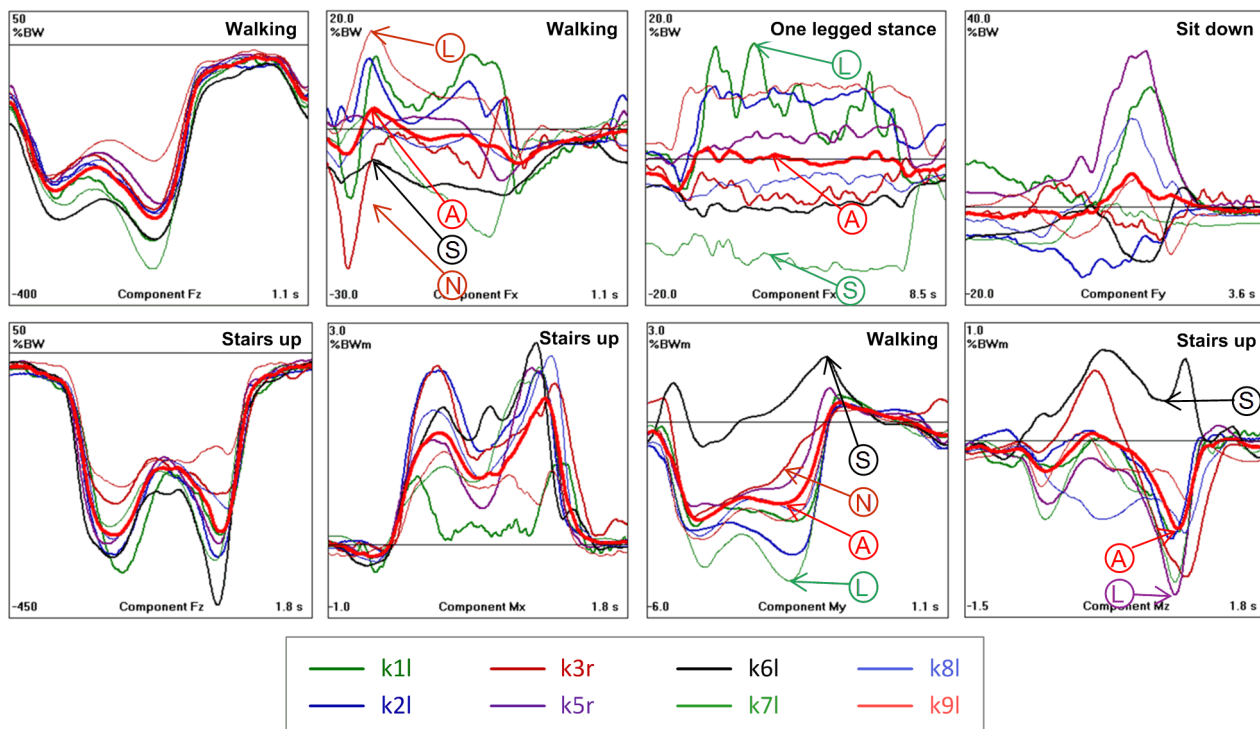 50
%BW
Walking
-400
Component Fz
1.1 s
20.0
%BW
Walking
L
A
S
N
-30.0
Component Fx
1.1 s
20.0
%BW
One legged stance
L
A
S
-20.0
Component Fx
8.5 s
40.0
%BW
Sit down
-20.0
Component Fy
3.6 s
50
%BW
Stairs up
-450
Component Fz
1.8 s
3.0
%BWm
Stairs up
-1.0
Component Mx
1.8 s
3.0
%BWm
Walking
S
N
A
L
-6.0
Component My
1.1 s
1.0
%BWm
Stairs up
S
A
L
-1.5
Component Mz
1.8 s
k1l k3r k6l k8l
k2l k5r k7l k9l